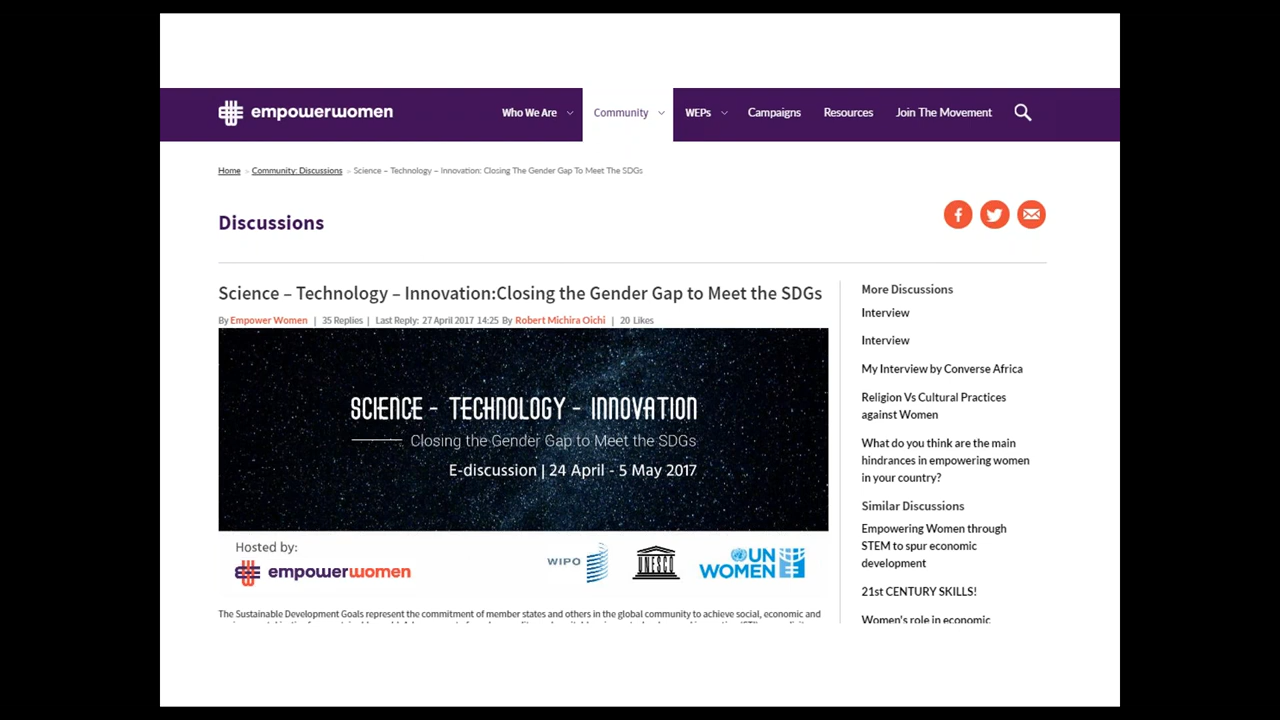 empowerwomen
Who We Are
Community
WEPs
Campaigns
Resources
Join The Movement
Home » Community: Discussions » Science – Technology – Innovation: Closing The Gender Gap To Meet The SDGs
Discussions
Science – Technology – Innovation:Closing the Gender Gap to Meet the SDGs
By Empower Women | 35 Replies | Last Reply: 27 April 2017 14:25 By Robert Michira Oichi | 20 Likes
SCIENCE - TECHNOLOGY - INNOVATION
Closing the Gender Gap to Meet the SDGs
E-discussion | 24 April - 5 May 2017
Hosted by:
empowerwomen
WIPO
UNESCO
UN
WOMEN
The Sustainable Development Goals represent the commitment of member states and others in the global community to achieve social, economic and
More Discussions
Interview
Interview
My Interview by Converse Africa
Religion Vs Cultural Practices
against Women
What do you think are the main
hindrances in empowering women
in your country?
Similar Discussions
Empowering Women through
STEM to spur economic
development
21st CENTURY SKILLS!
Women's role in economic